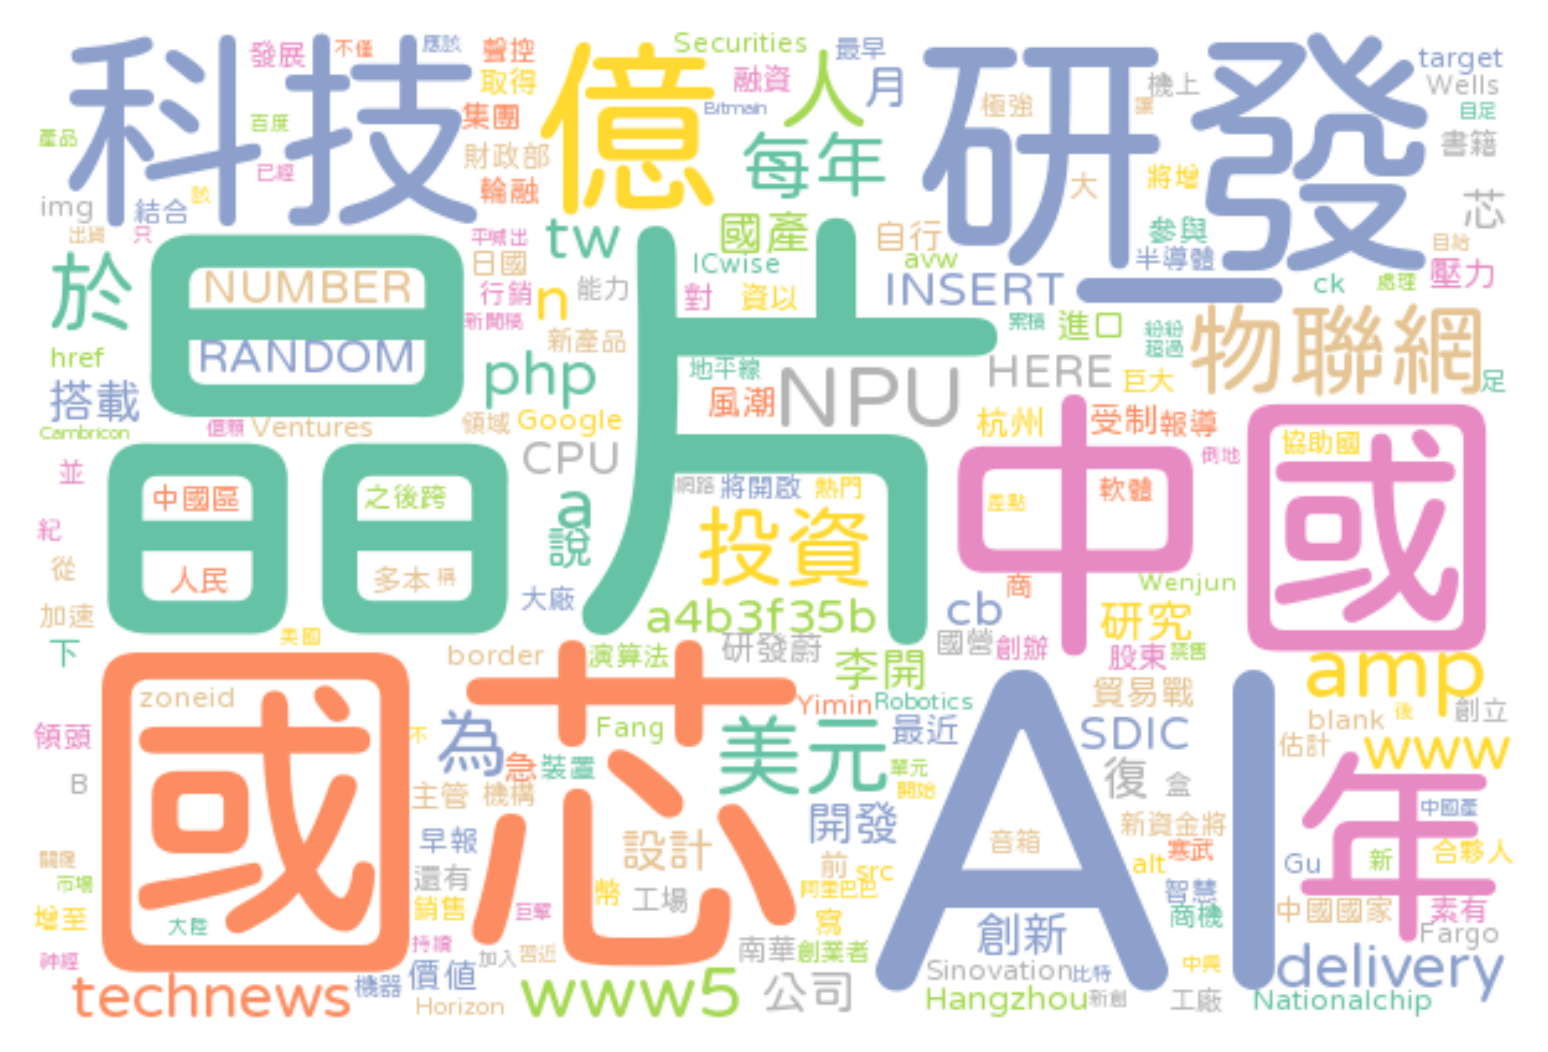 科技
發展
不僅
應該
聲控
億
Securities
人
最早
月
研發
target
Wells
取得
融資
Bitmain
極強
機上
讓
目足
產品
百度
集團
每年
書籍
已經
財政部
大
將增
輪融
img
結合
該
芯
出貨
只
平喊出
tw
國產
自行
參與
自給
於
晶片
NUMBER
日國
ICwise
avw
半導體
壓力
行銷
n
能力
對
資以
INSERT
ck
處理
新聞稿
累積
進口
紛紛
超過
物聯網
href
RANDOM
新產品
php
地平線
NPU
HERE
巨大
足
搭載
風潮
Cambricon
億顆
Ventures
領域
Google
杭州
中國
受制
報導
CPU
協助國
倒地
並
中國區
之後跨
a
網路
將開啟
熱門
差點
軟體
紀
說
投資
從
人民
多本
稱
商
Wenjun
加速
大廠
a4b3f35b
cb
研究
下
美國
border
演算法
研發蔚
李開
國營
創辦
股東
禁售
國芯
zoneid
Yimin
Robotics
貿易戰
amp
領頭
不
為
Fang
美元
最近
AI
SDIC
blank
後
創立
估計
www
B
急
裝置
單元
復
盒
年
主管
機構
開始
中國產
早報
設計
開發
音箱
新資金將
關鍵
還有
前
src
alt
寒武
Gu
新
合夥人
市場
幣
工場
阿里巴巴
智慧
增至
銷售
巨擘
寫
商機
中國國家
素有
大陸
創新
Fargo
神經
持續
加入
習近
南華
創業者
technews
機器
價值
Sinovation
比特
中興
delivery
Horizon
www5
公司
Hangzhou
新創
工廠
Nationalchip